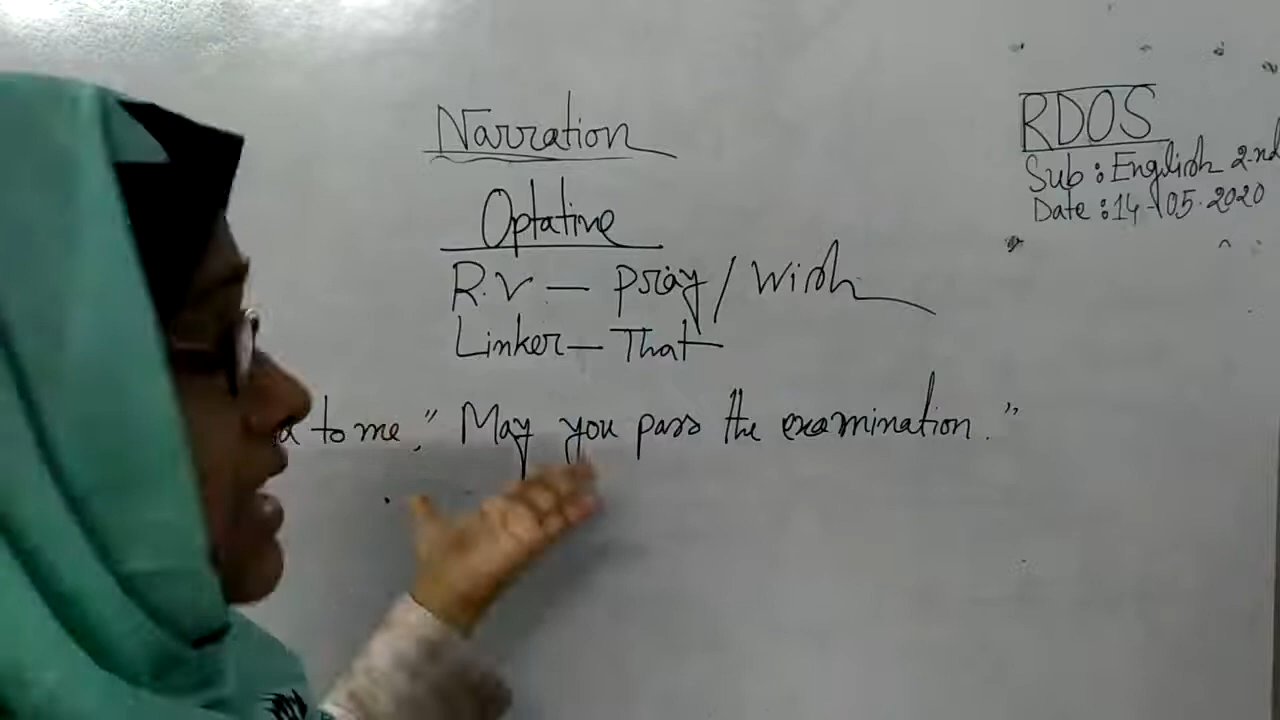 Narration
Optative
R.V — Pray / Wish
Linker — That
to me, " May you pass the examination. "
RDOS
Sub : English 2nd
Date : 14-05-2020